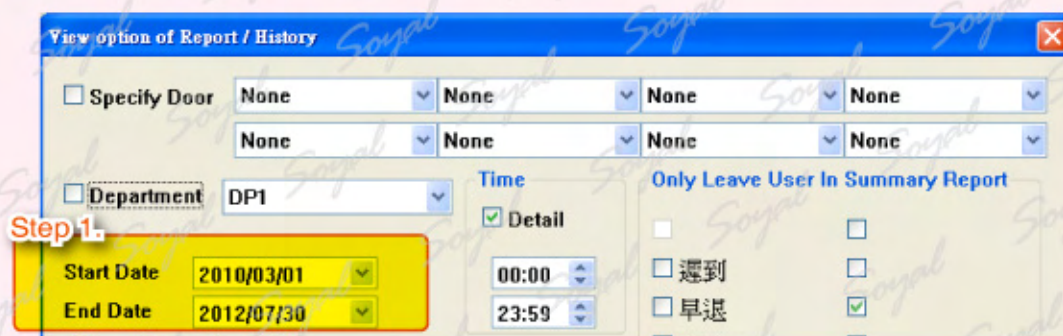 View option of Report / History
Specify Door None None None None
None None None None
Department DP1
Time
Only Leave User In Summary Report
Detail
Step 1.
Start Date 2010/03/01 00:00 遲到
End Date 2012/07/30 23:59 早退
Soyal